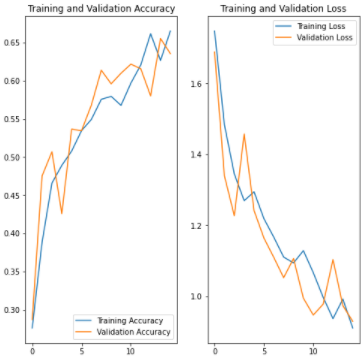 Training and Validation Accuracy
0.65
0.60
0.55
0.50
0.45
0.40
0.35
0.30
0 5 10
Training Accuracy
Validation Accuracy
Training and Validation Loss
Training Loss
Validation Loss
1.6
1.4
1.2
1.0
0 5 10